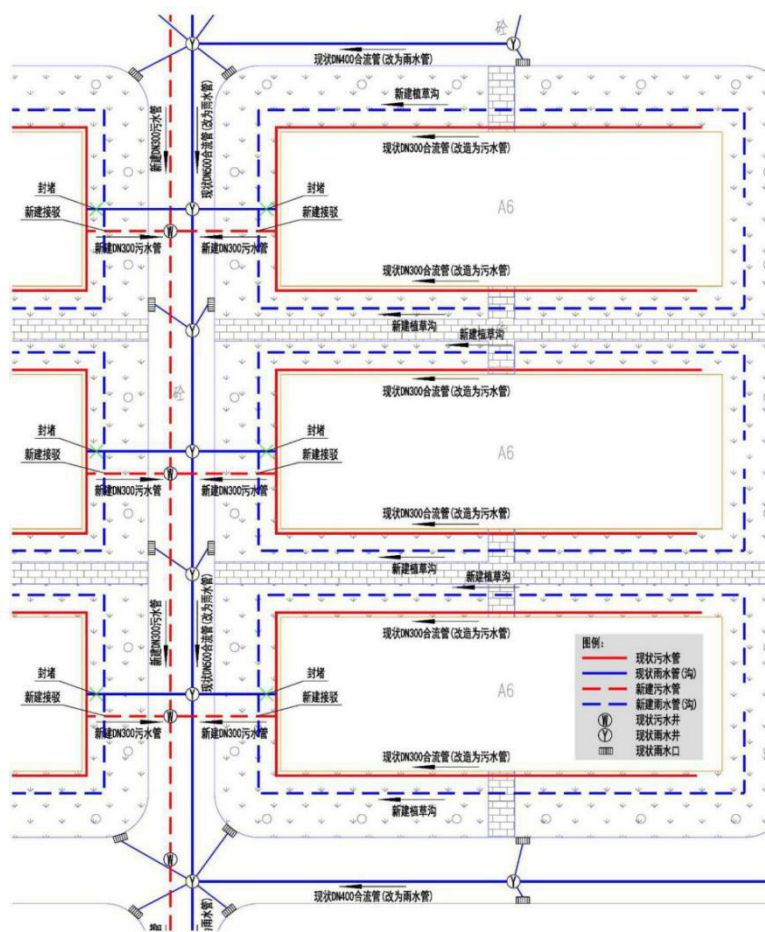 砼
Y
Y
现状DN400合流管(改为雨水管)
新建DN300污水管
现状DN500合流管(改为雨水管)
新建植草沟
现状DN300合流管(改造为污水管)
封堵
封堵
Y
A6
新建接驳
新建接驳
W
新建DN300污水管
新建DN300污水管
现状DN300合流管(改造为污水管)
新建植草沟
Y
新建植草沟
现状DN300合流管(改造为污水管)
砼
封堵
封堵
Y
A6
新建接驳
新建接驳
W
新建DN300污水管
新建DN300污水管
现状DN300合流管(改造为污水管)
新建植草沟
Y
新建植草沟
新建DN300污水管
现状DN500合流管(改为雨水管)
现状DN300合流管(改造为污水管)
图例:
现状污水管
现状雨水管(沟)
新建污水管
新建雨水管(沟)
W
现状污水井
Y
现状雨水井
现状雨水口
封堵
封堵
Y
A6
新建接驳
新建接驳
W
新建DN300污水管
新建DN300污水管
现状DN300合流管(改造为污水管)
新建植草沟
W
Y
Y
现状DN400合流管(改为雨水管)
为雨水管)